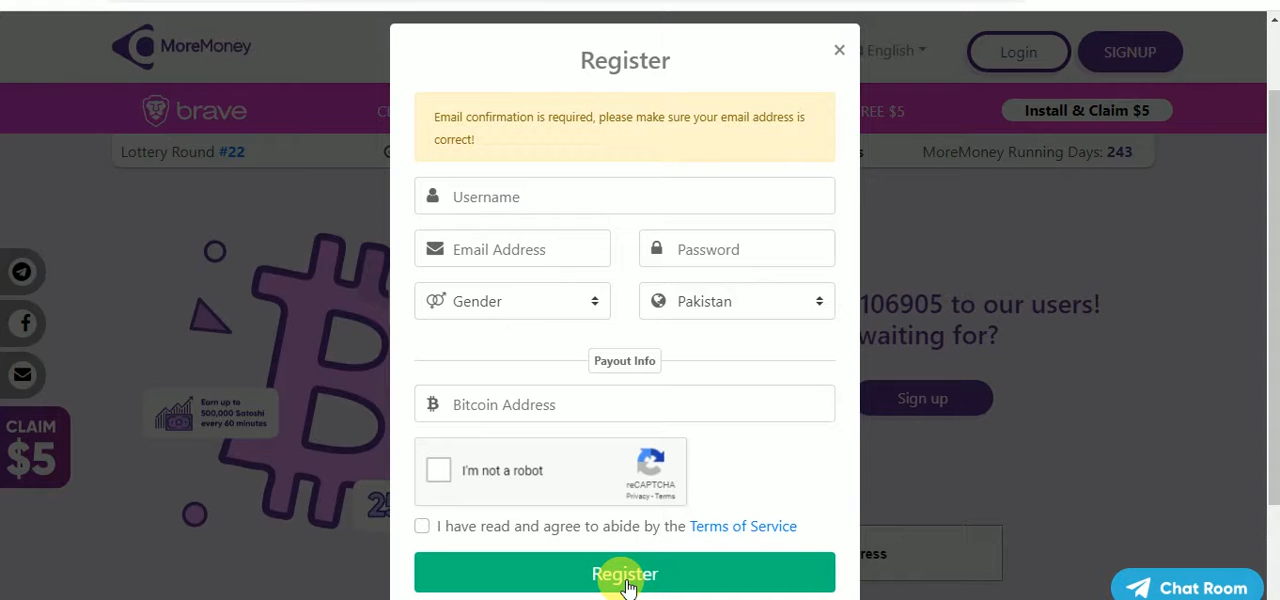 MoreMoney
English
Login
SIGNUP
brave
FREE $5
Install & Claim $5
Lottery Round #22
MoreMoney Running Days: 243
Register
×
Email confirmation is required, please make sure your email address is
correct!
Username
Email Address
Password
Gender
Pakistan
Payout Info
Bitcoin Address
I'm not a robot
reCAPTCHA
Privacy - Terms
I have read and agree to abide by the Terms of Service
Register
106905 to our users!
waiting for?
Sign up
Earn up to
500,000 Satoshi
every 60 minutes
CLAIM
$5
25
Chat Room